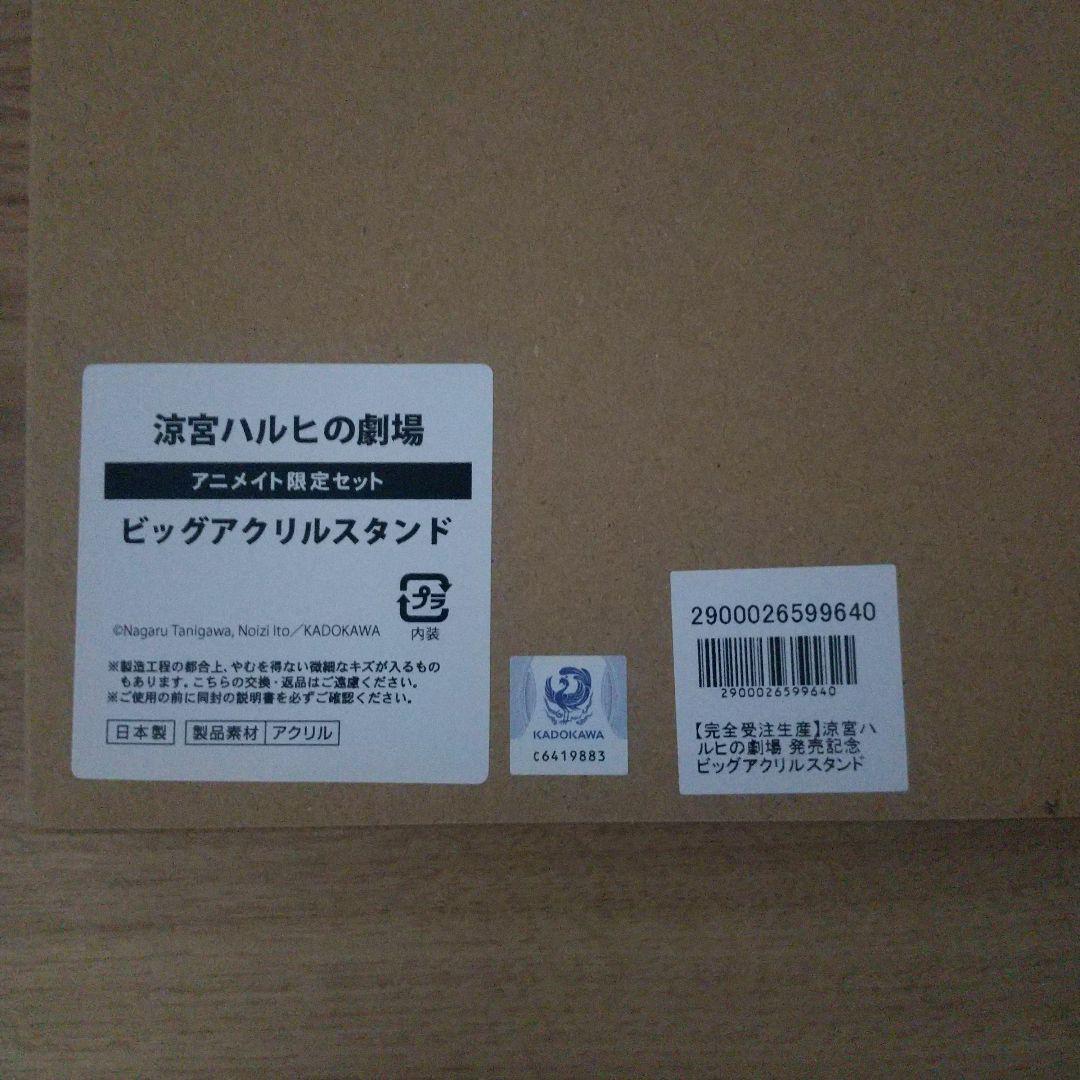 涼宮ハルヒの劇場
アニメイト限定セット
ビッグアクリルスタンド
プラ
内装
©Nagaru Tanigawa, Noizi Ito／KADOKAWA
※製造工程の都合上、やむを得ない微細なキズが入るもの
もあります。こちらの交換・返品はご遠慮ください。
※ご使用の前に同封の説明書を必ずご確認ください。
日本製 製品素材 アクリル
KADOKAWA
C6419883
2900026599640
2900026599640
【完全受注生産】涼宮ハ
ルヒの劇場 発売記念
ビッグアクリルスタンド